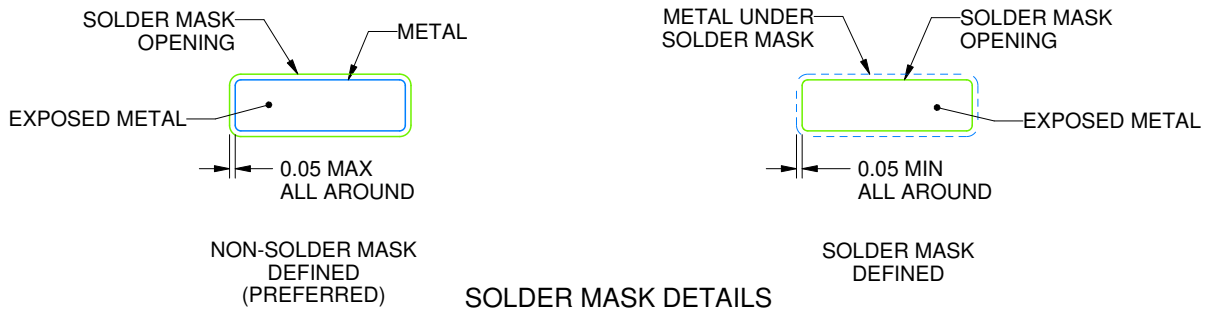 SOLDER MASK
OPENING
METAL
EXPOSED METAL
0.05 MAX
ALL AROUND
NON-SOLDER MASK
DEFINED
(PREFERRED)
METAL UNDER
SOLDER MASK
SOLDER MASK
OPENING
EXPOSED METAL
0.05 MIN
ALL AROUND
SOLDER MASK
DEFINED
SOLDER MASK DETAILS